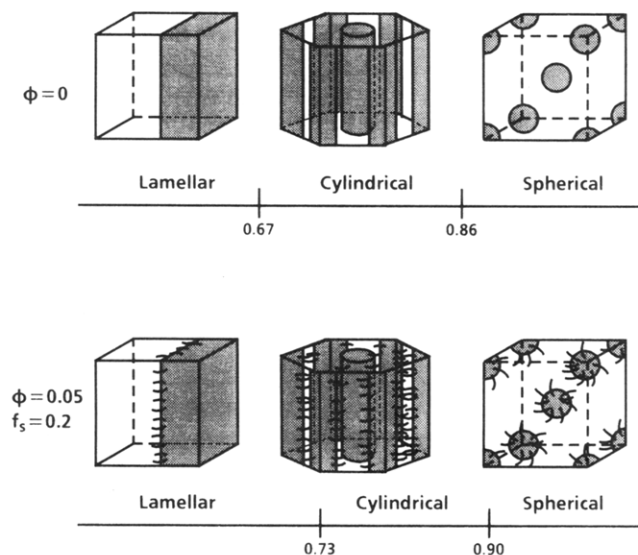 ϕ = 0
Lamellar Cylindrical Spherical
0.67 0.86
ϕ = 0.05
fₛ = 0.2
Lamellar Cylindrical Spherical
0.73 0.90